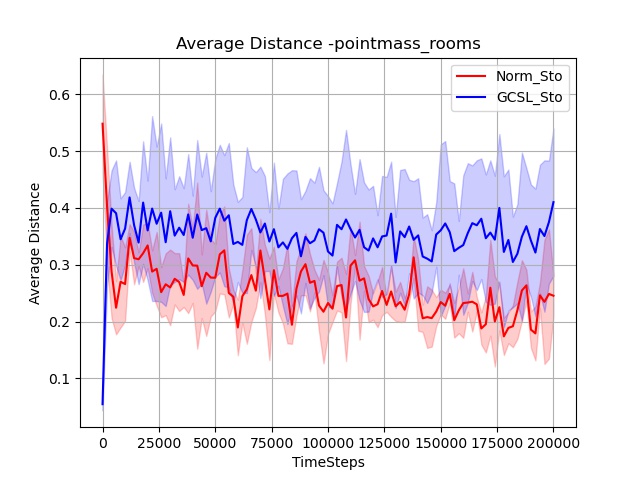 Average Distance -pointmass_rooms
Norm_Sto
GCSL_Sto
Average Distance
0.6
0.5
0.4
0.3
0.2
0.1
0 25000 50000 75000 100000 125000 150000 175000 200000
TimeSteps